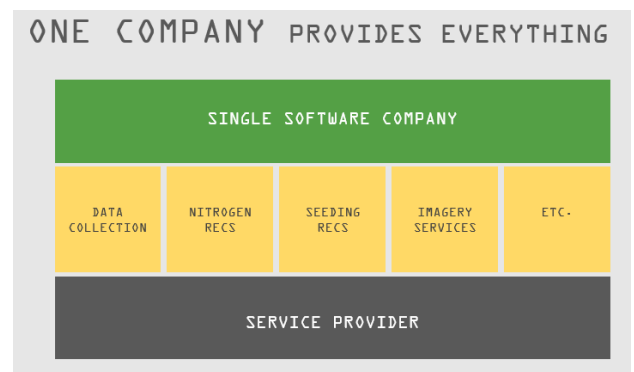 ONE COMPANY PROVIDES EVERYTHING
SINGLE SOFTWARE COMPANY
DATA
COLLECTION
NITROGEN
RECS
SEEDING
RECS
IMAGERY
SERVICES
ETC.
SERVICE PROVIDER